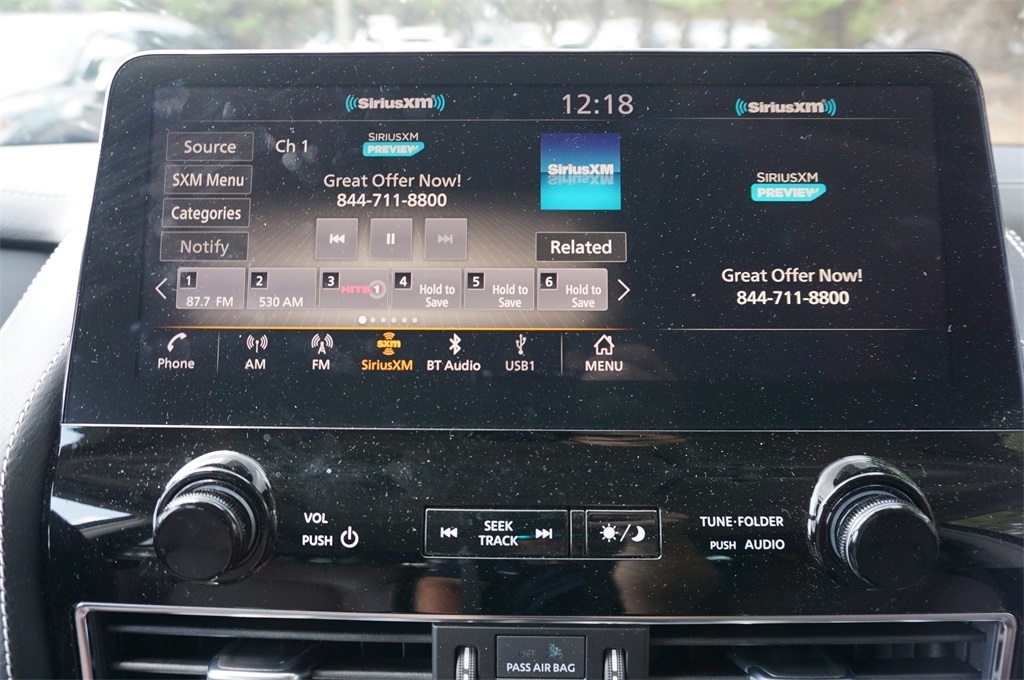 SiriusXM
12:18
SiriusXM
Source
Ch 1
SIRIUSXM
PREVIEW
SiriusXM
SXM Menu
Great Offer Now!
844-711-8800
Categories
Notify
Related
SIRIUSXM
PREVIEW
Great Offer Now!
844-711-8800
1
87.7 FM
2
530 AM
3
HITS 1
4
Hold to
Save
5
Hold to
Save
6
Hold to
Save
Phone
AM
FM
sxm
SiriusXM
BT Audio
USB1
MENU
VOL
PUSH
SEEK
TRACK
TUNE·FOLDER
PUSH AUDIO
OFF
PASS AIR BAG